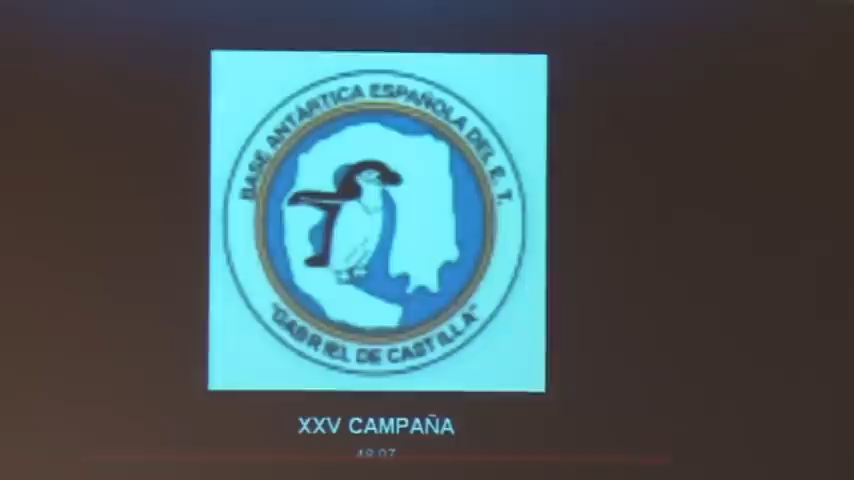 BASE ANTÁRTICA ESPAÑOLA DEL E. T.
"GABRIEL DE CASTILLA"
XXV CAMPAÑA